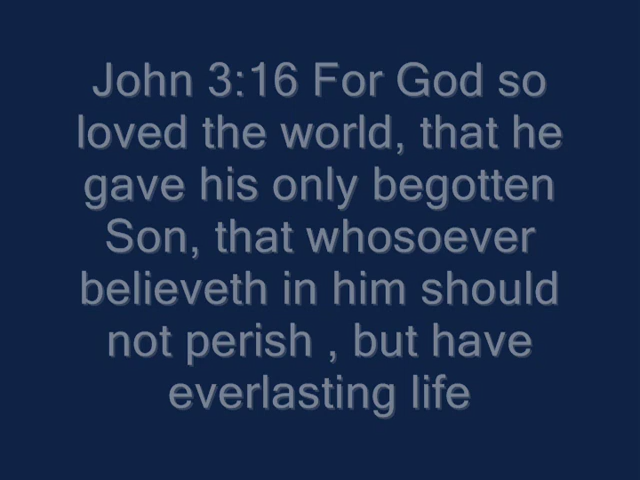 John 3:16 For God so
loved the world, that he
gave his only begotten
Son, that whosoever
believeth in him should
not perish , but have
everlasting life